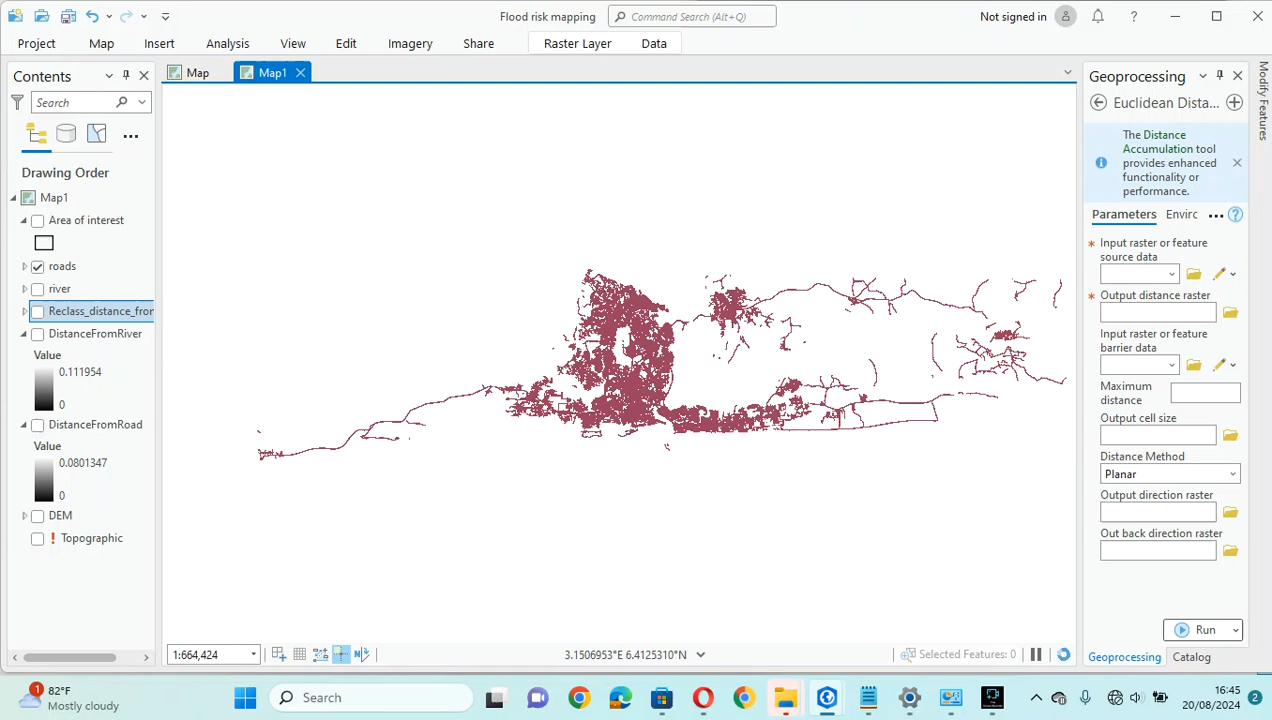 Flood risk mapping
Command Search (Alt+Q)
Not signed in
?
Project
Map
Insert
Analysis
View
Edit
Imagery
Share
Raster Layer
Data
Contents
Search
Drawing Order
Map1
Area of interest
roads
river
Reclass_distance_fror
DistanceFromRiver
Value
0.111954
0
DistanceFromRoad
Value
0.0801347
0
DEM
! Topographic
Map
Map1
1:664,424
3.1506953°E 6.4125310°N
Selected Features: 0
Geoprocessing
Euclidean Dista...
The Distance
Accumulation tool
provides enhanced
functionality or
performance.
Parameters
Envirc
?
* Input raster or feature
source data
* Output distance raster
Input raster or feature
barrier data
Maximum
distance
Output cell size
Distance Method
Planar
Output direction raster
Out back direction raster
Run
Geoprocessing
Catalog
Modify Features
1
82°F
Mostly cloudy
Search
16:45
20/08/2024
2